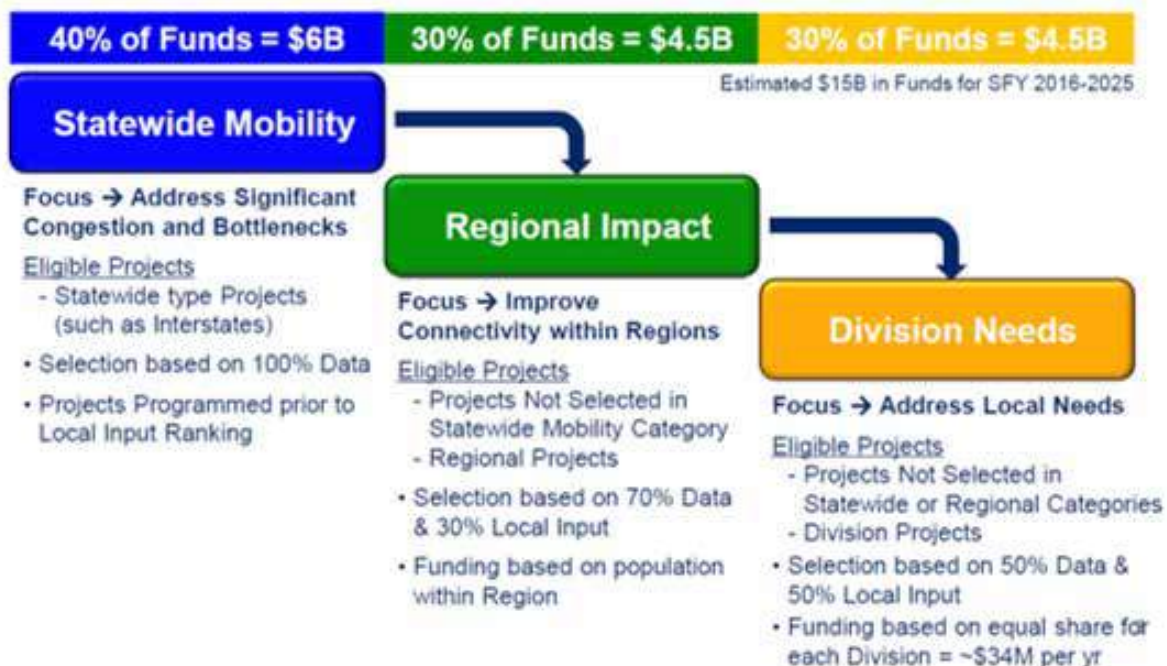 40% of Funds = $6B
30% of Funds = $4.5B
30% of Funds = $4.5B
Estimated $15B in Funds for SFY 2016-2025
Statewide Mobility
Focus → Address Significant
Congestion and Bottlenecks
Eligible Projects
- Statewide type Projects
(such as Interstates)
• Selection based on 100% Data
• Projects Programmed prior to
Local Input Ranking
Regional Impact
Focus → Improve
Connectivity within Regions
Eligible Projects
- Projects Not Selected in
Statewide Mobility Category
- Regional Projects
• Selection based on 70% Data
& 30% Local Input
• Funding based on population
within Region
Division Needs
Focus → Address Local Needs
Eligible Projects
- Projects Not Selected in
Statewide or Regional Categories
- Division Projects
• Selection based on 50% Data &
50% Local Input
• Funding based on equal share for
each Division = ~$34M per yr